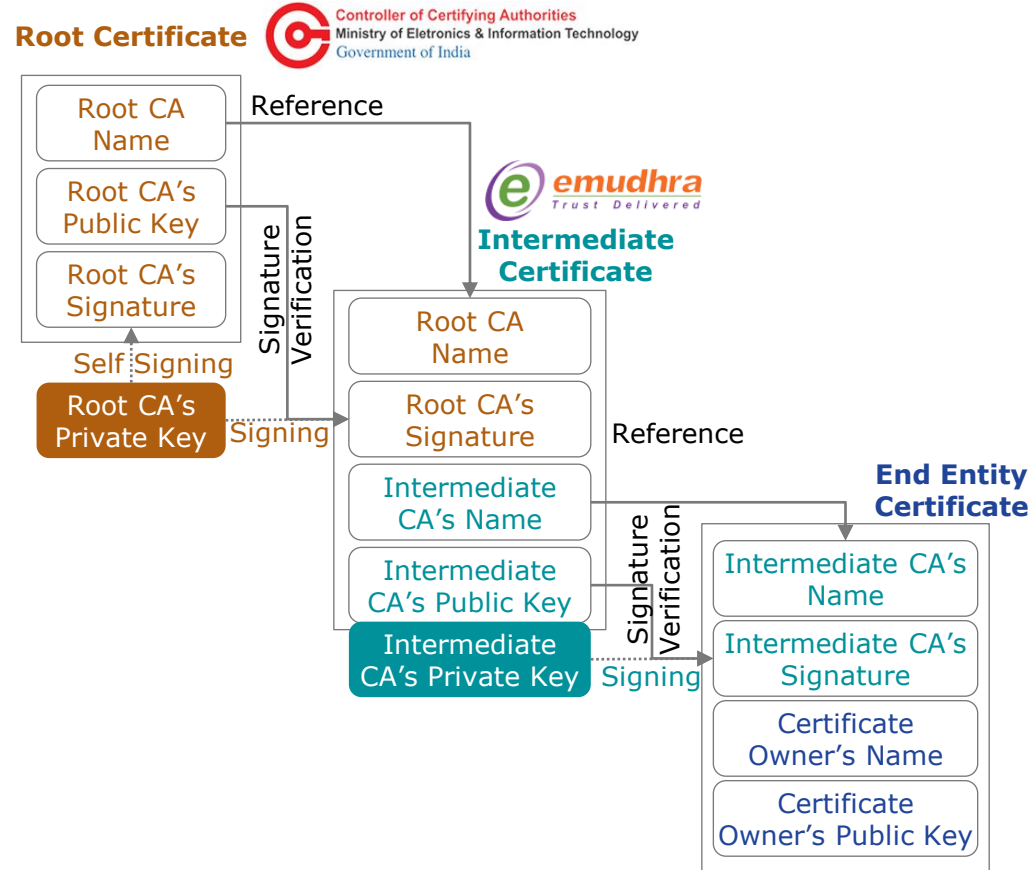 Root Certificate
Controller of Certifying Authorities
Ministry of Eletronics & Information Technology
Government of India
Root CA
Name
Reference
Root CA's
Public Key
Root CA's
Signature
Signature
Verification
Self Signing
Root CA's
Private Key
Signing
e emudhra
Trust Delivered
Intermediate
Certificate
Root CA
Name
Root CA's
Signature
Reference
Intermediate
CA's Name
Intermediate
CA's Public Key
Signature
Verification
Intermediate
CA's Private Key
Signing
End Entity
Certificate
Intermediate CA's
Name
Intermediate CA's
Signature
Certificate
Owner's Name
Certificate
Owner's Public Key